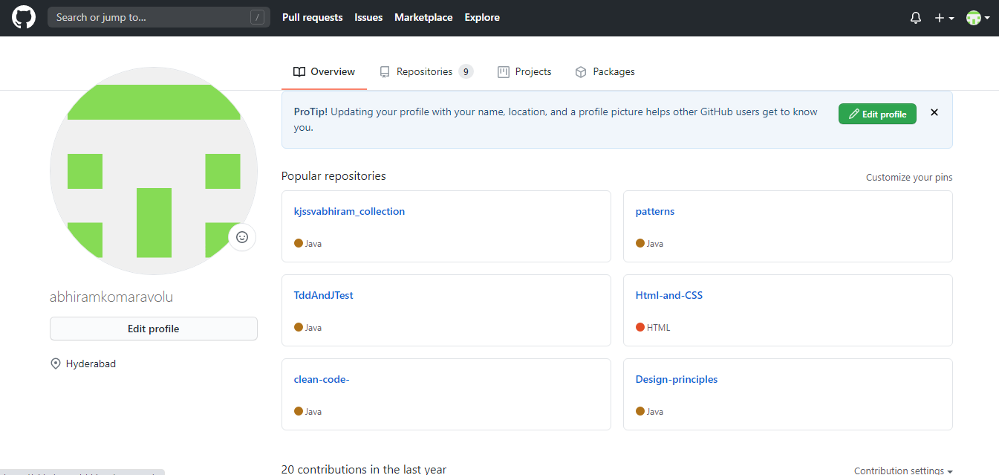 Search or jump to... /
Pull requests Issues Marketplace Explore
Overview Repositories 9 Projects Packages
ProTip! Updating your profile with your name, location, and a profile picture helps other GitHub users get to know
you.
Edit profile
Popular repositories
Customize your pins
kjssvabhiram_collection
Java
patterns
Java
TddAndJTest
Java
Html-and-CSS
HTML
clean-code-
Java
Design-principles
Java
abhiramkomaravolu
Edit profile
Hyderabad
20 contributions in the last year
Contribution settings